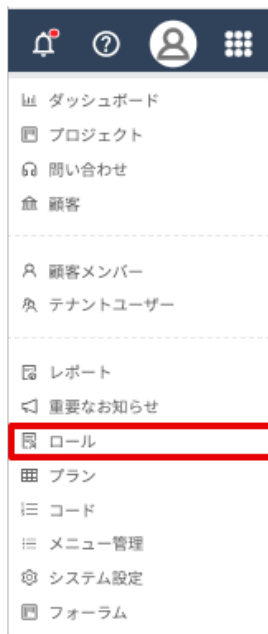 ダッシュボード
プロジェクト
問い合わせ
顧客
顧客メンバー
テナントユーザー
レポート
重要なお知らせ
ロール
プラン
コード
メニュー管理
システム設定
フォーラム